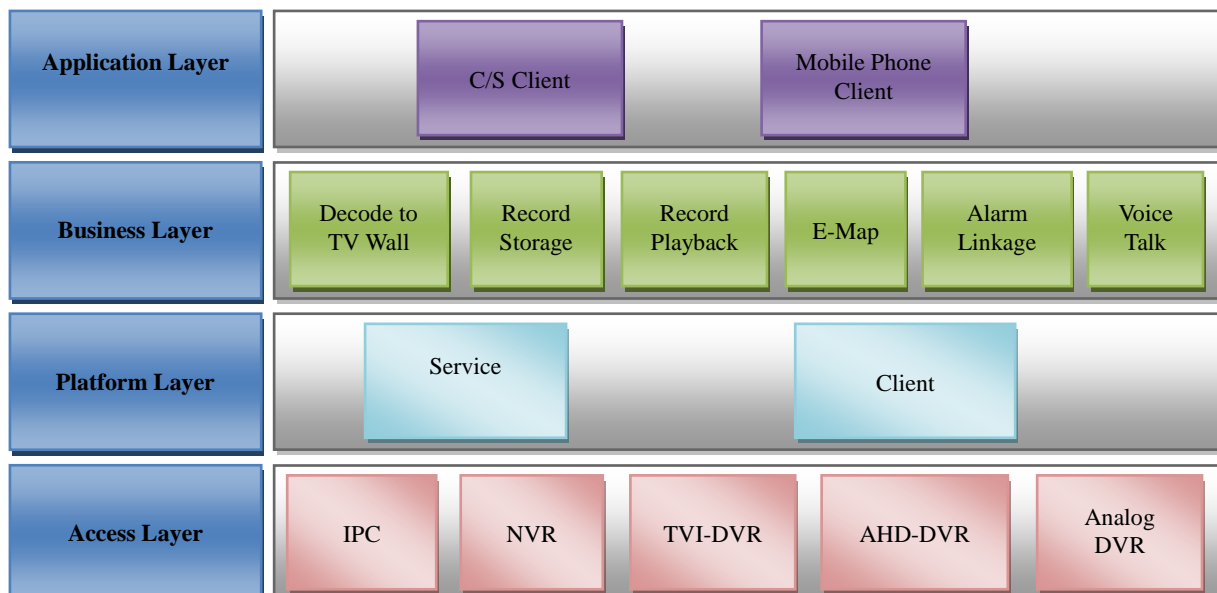 Application Layer
C/S Client
Mobile Phone
Client
Business Layer
Decode to
TV Wall
Record
Storage
Record
Playback
E-Map
Alarm
Linkage
Voice
Talk
Platform Layer
Service
Client
Access Layer
IPC
NVR
TVI-DVR
AHD-DVR
Analog
DVR